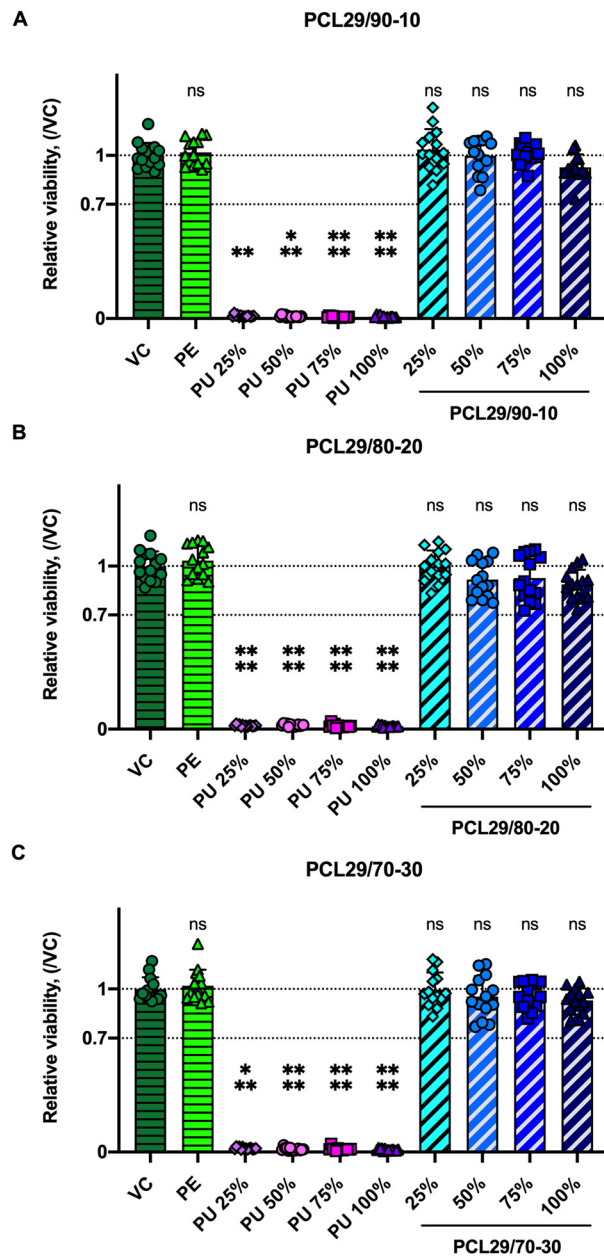 A
PCL29/90-10
Relative viability, (/VC)
1
0.7
0
ns
** * ** ** ns ns ns ns
** ** **
VC PE PU 25% PU 50% PU 75% PU 100% 25% 50% 75% 100%
PCL29/90-10
B
PCL29/80-20
Relative viability, (/VC)
1
0.7
0
ns ns ns ns ns
** ** ** **
** ** ** **
VC PE PU 25% PU 50% PU 75% PU 100% 25% 50% 75% 100%
PCL29/80-20
C
PCL29/70-30
Relative viability, (/VC)
1
0.7
0
ns ns ns ns ns
* ** ** **
** ** ** **
VC PE PU 25% PU 50% PU 75% PU 100% 25% 50% 75% 100%
PCL29/70-30